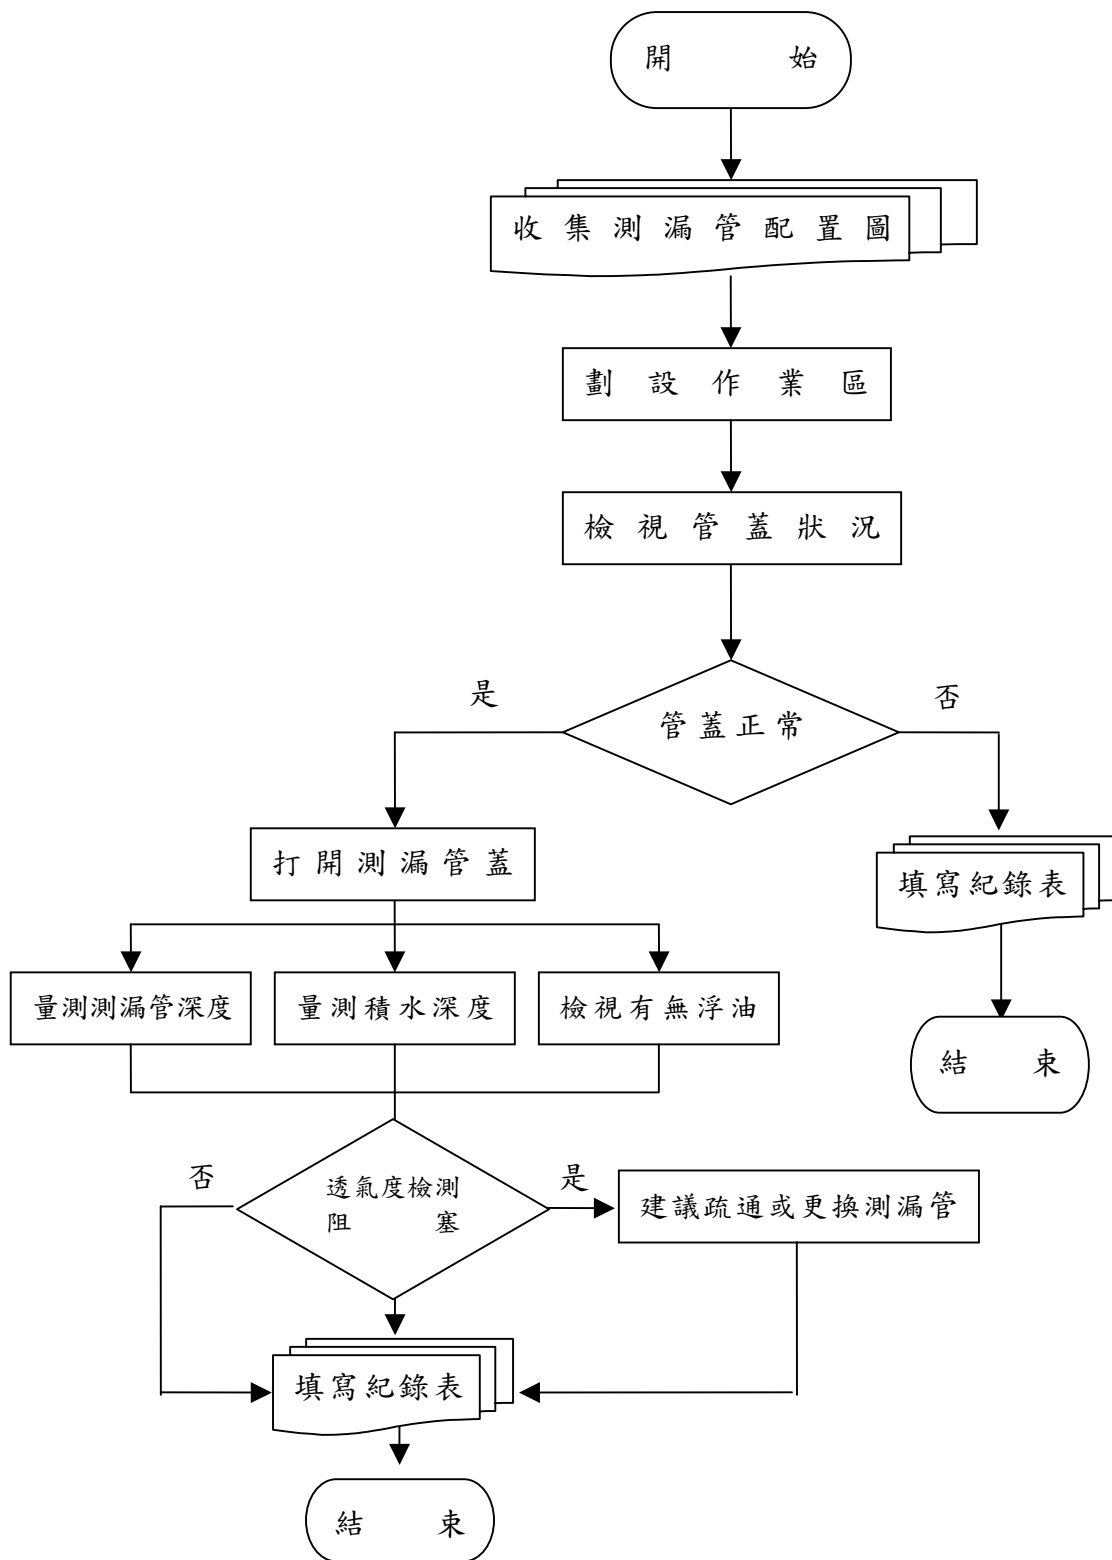 開始
收集測漏管配置圖
劃設作業區
檢視管蓋狀況
是
否
管蓋正常
打開測漏管蓋
填寫紀錄表
量測測漏管深度
量測積水深度
檢視有無浮油
結束
否
是
透氣度檢測
阻塞
建議疏通或更換測漏管
填寫紀錄表
結束